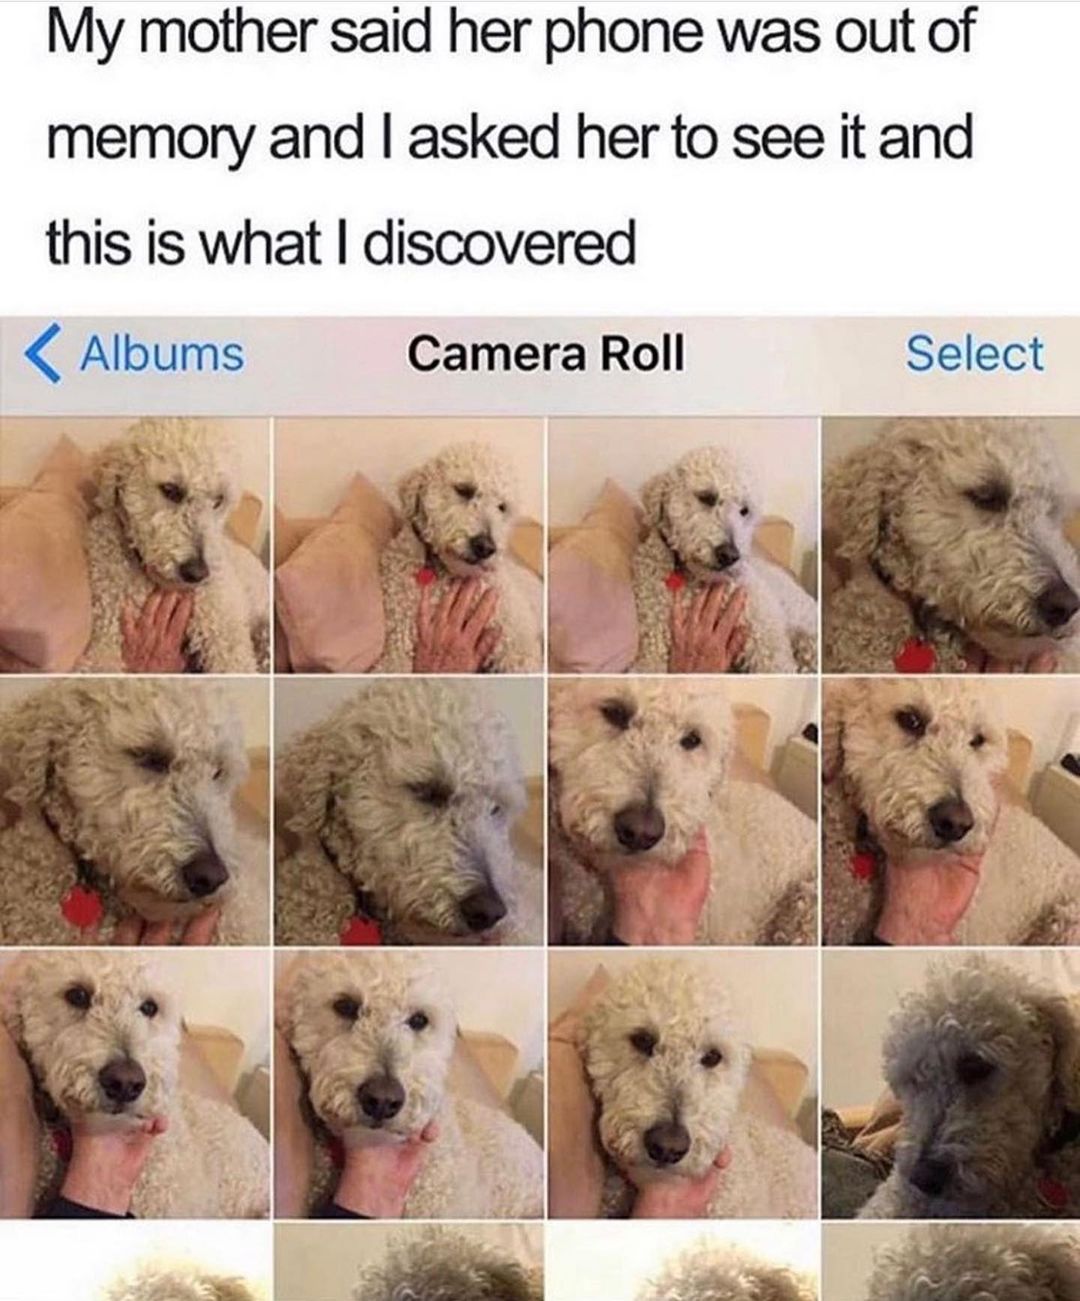 My mother said her phone was out of
memory and I asked her to see it and
this is what I discovered
Albums Camera Roll Select